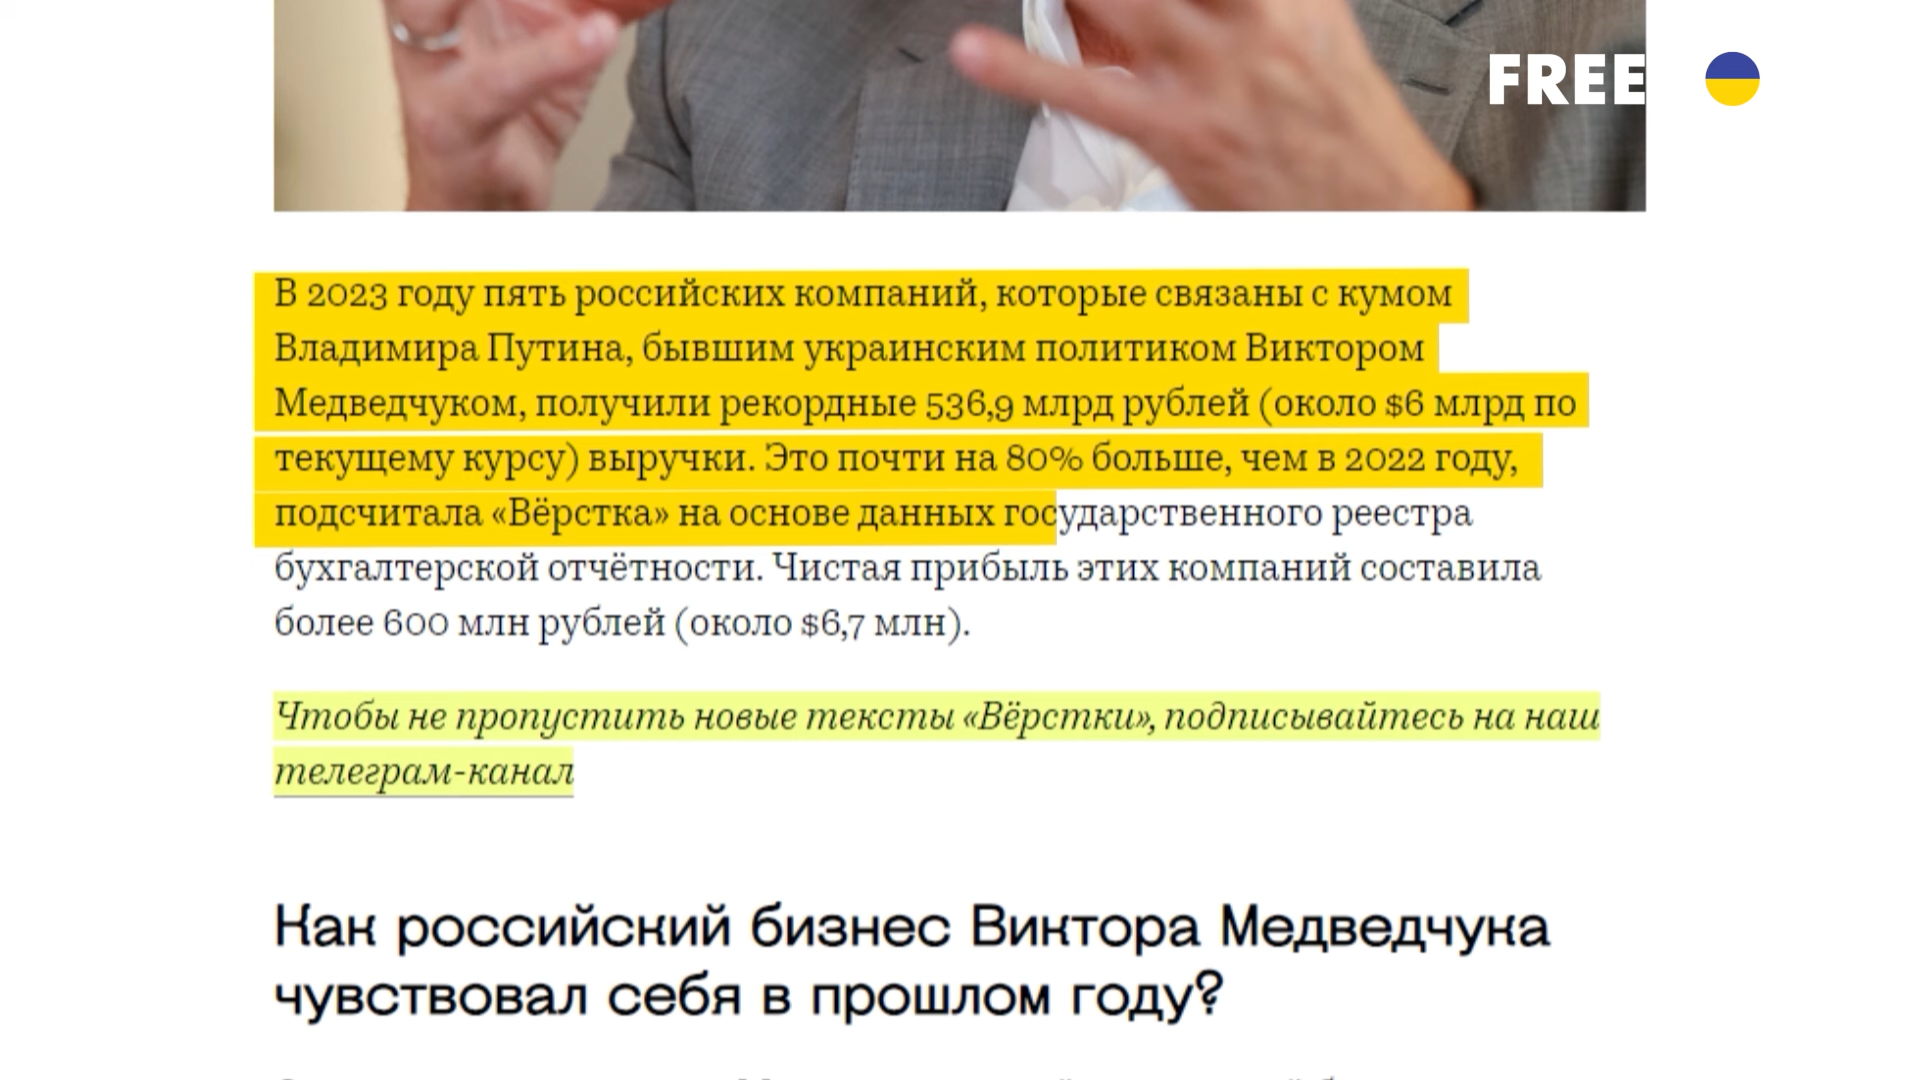 FREE
В 2023 году пять российских компаний, которые связаны с кумом
Владимира Путина, бывшим украинским политиком Виктором
Медведчуком, получили рекордные 536,9 млрд рублей (около $6 млрд по
текущему курсу) выручки. Это почти на 80% больше, чем в 2022 году,
подсчитала «Вёрстка» на основе данных государственного реестра
бухгалтерской отчётности. Чистая прибыль этих компаний составила
более 600 млн рублей (около $6,7 млн).
Чтобы не пропустить новые тексты «Вёрстки», подписывайтесь на наш
телеграм-канал
Как российский бизнес Виктора Медведчука
чувствовал себя в прошлом году?